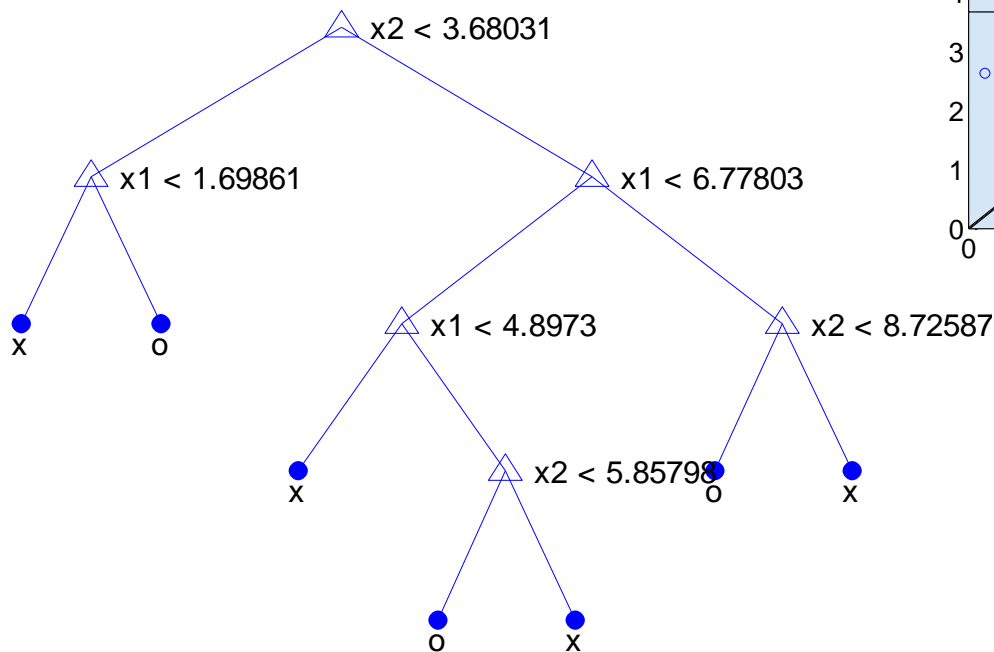 x2 < 3.68031
3
2
x1 < 1.69861
x1 < 6.77803
1
0
0
x1 < 4.8973
x2 < 8.72587
x
o
x2 < 5.85798
x
o
x
o
x